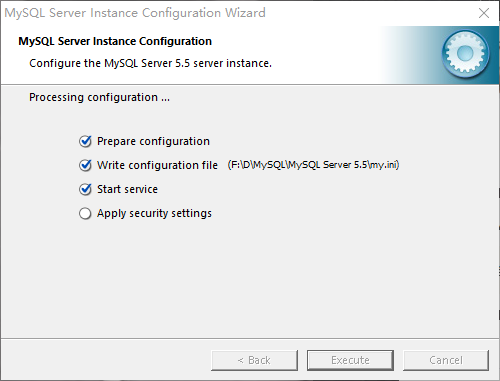 MySQL Server Instance Configuration Wizard
MySQL Server Instance Configuration
Configure the MySQL Server 5.5 server instance.
Processing configuration ...
Prepare configuration
Write configuration file (F:\D\MySQL\MySQL Server 5.5\my.ini)
Start service
Apply security settings
< Back Execute Cancel